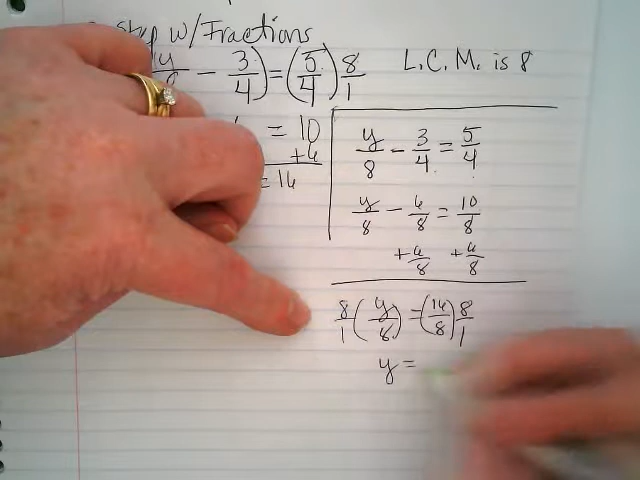 step w/Fractions
y/8 - 3/4) = (5/4) 8/1
L.C.M. is 8
= 10
+6
= 16
y/8 - 3/4 = 5/4
y/8 - 6/8 = 10/8
+6/8 +6/8
8/1 (y/8) = (16/8) 8/1
y =